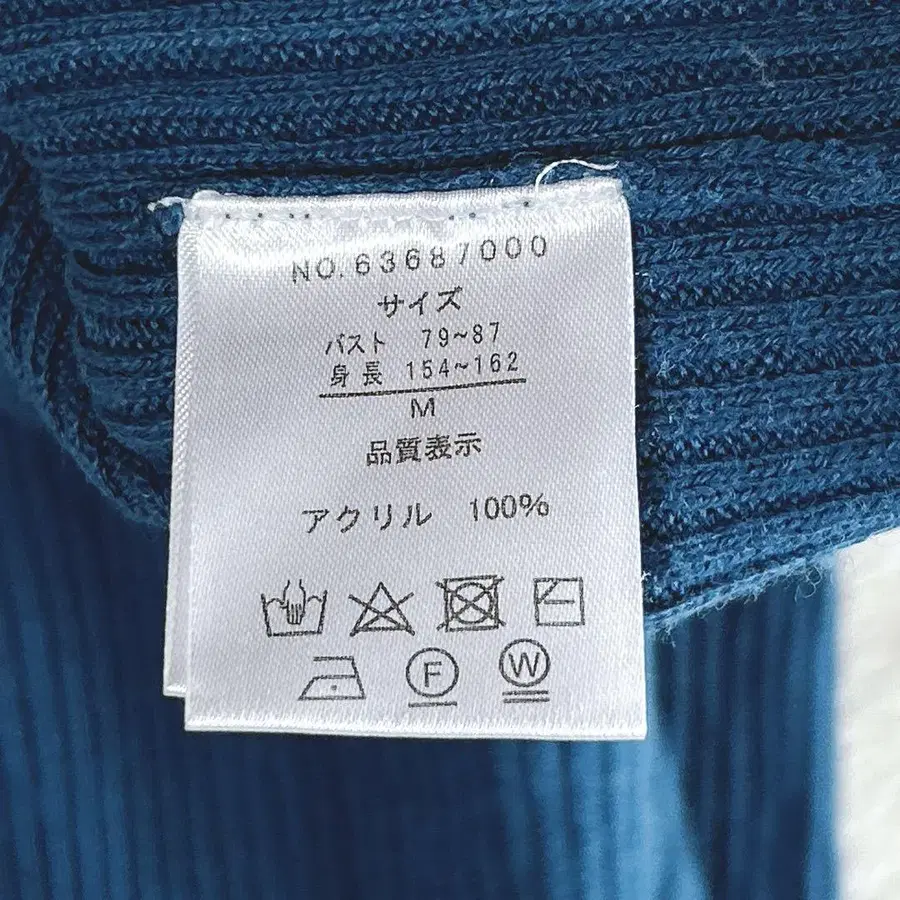 NO.63687000
サイズ
バスト 79~87
身長 154~162
M
品質表示
アクリル 100%
F W